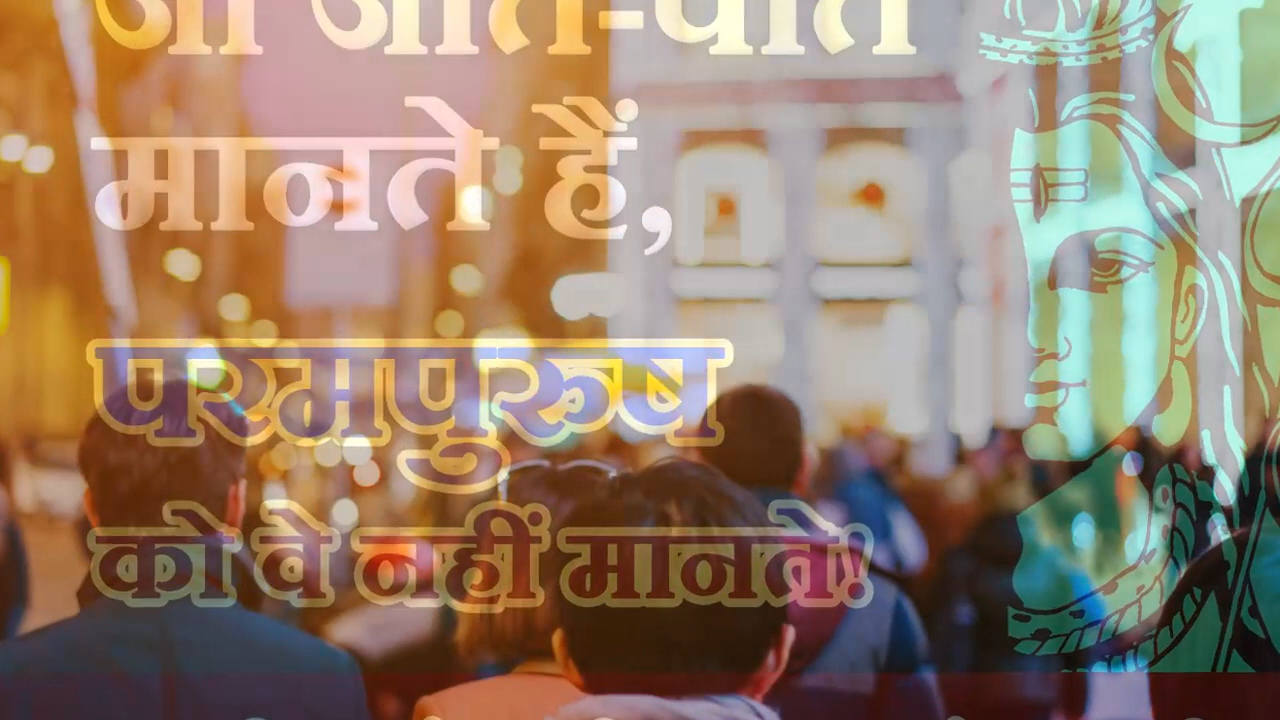 जो जात-पात
मानते हैं,
परमपुरुष
को वे नहीं मानते!